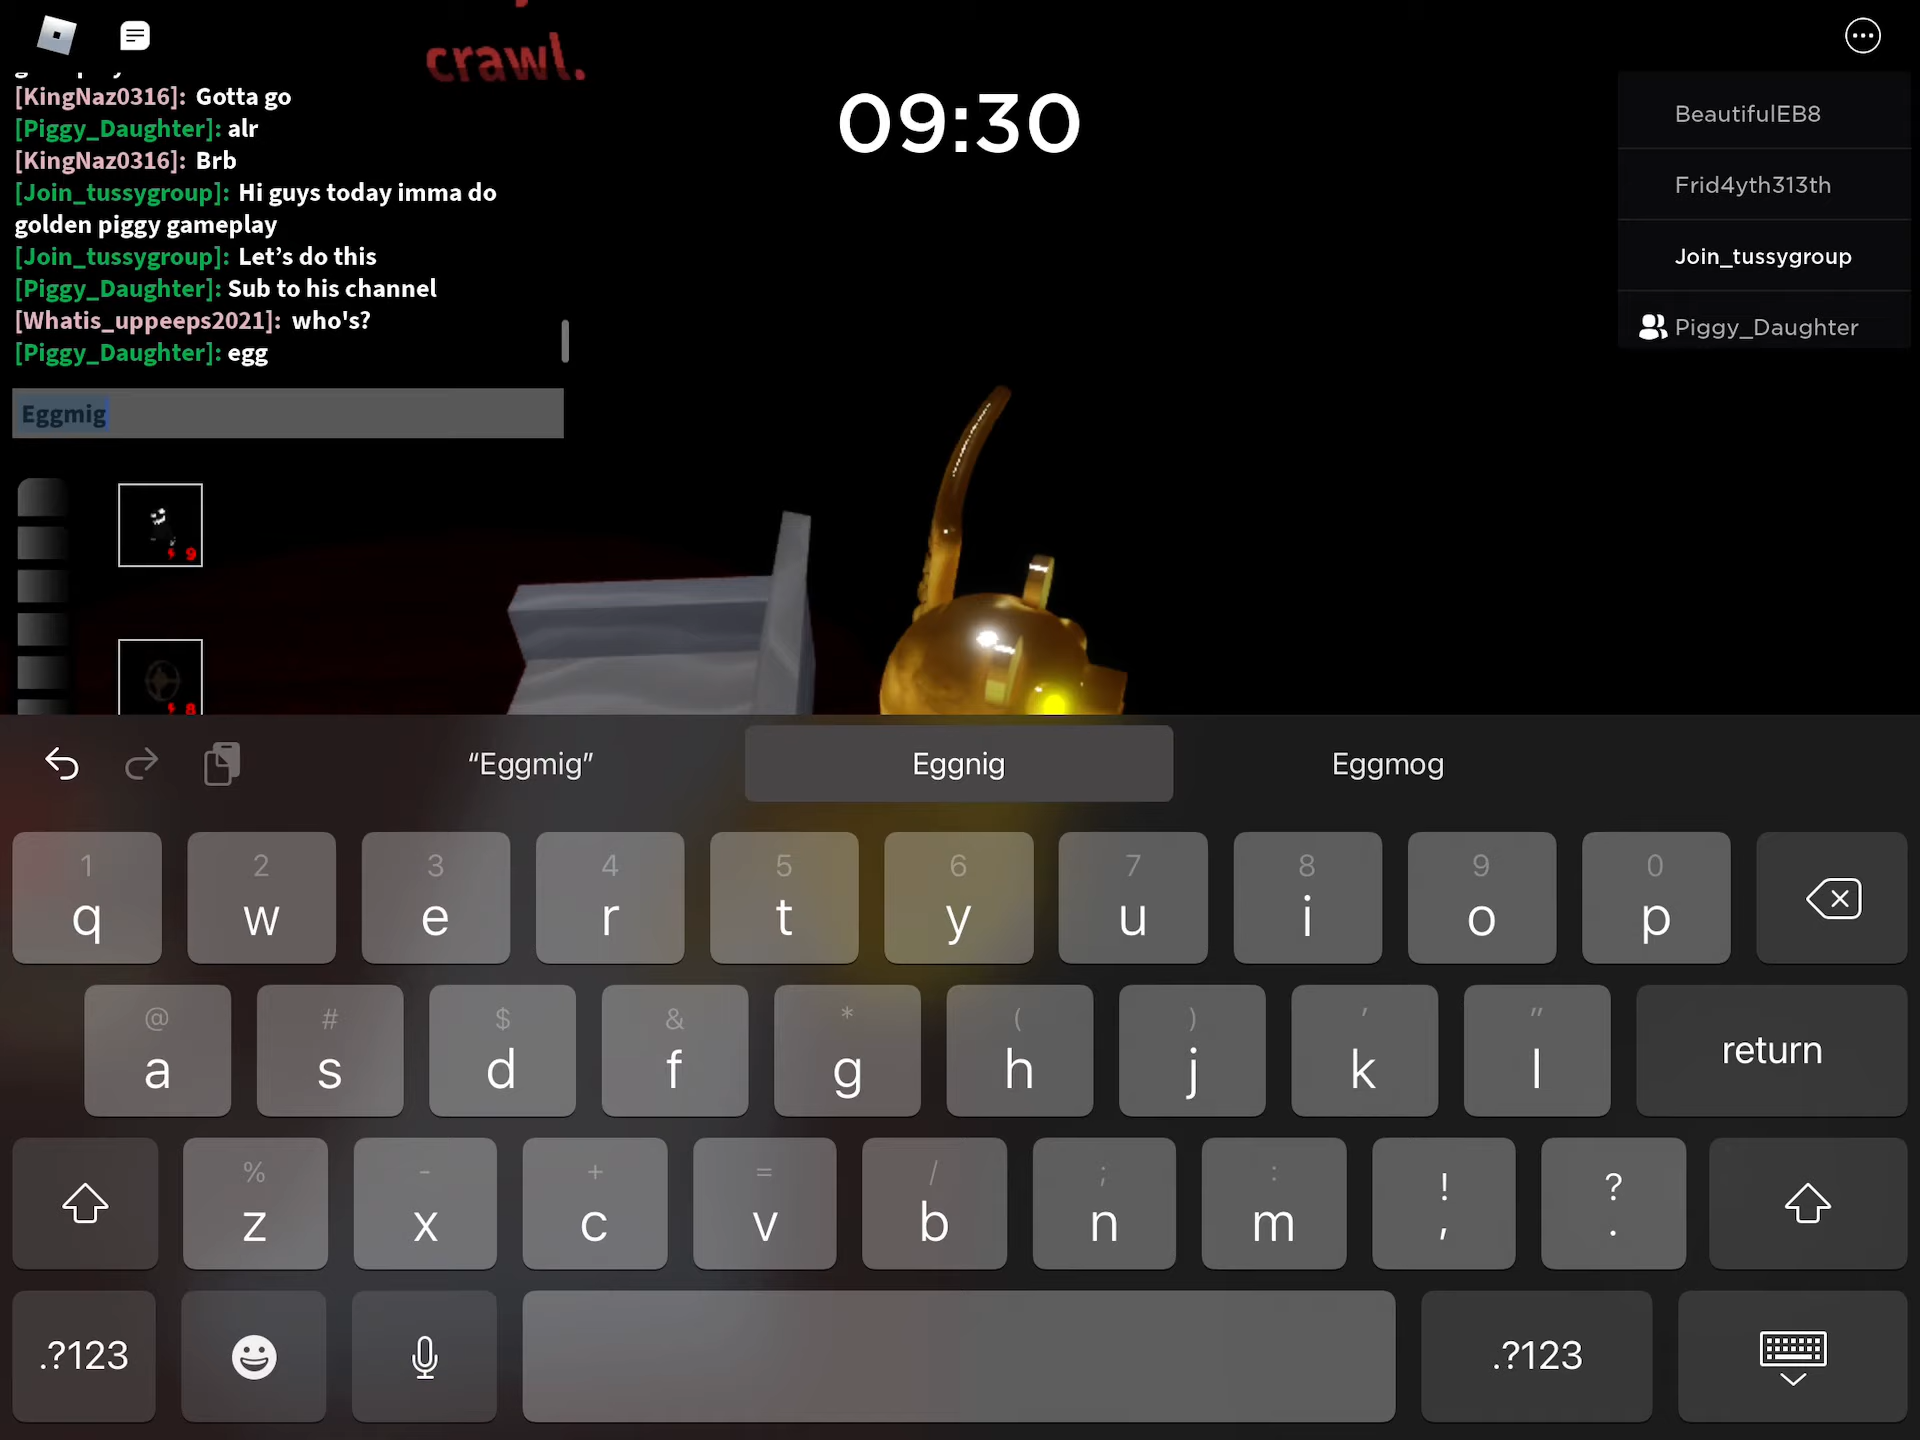 crawl.
[KingNaz0316]: Gotta go
[Piggy_Daughter]: alr
[KingNaz0316]: Brb
[Join_tussygroup]: Hi guys today imma do
golden piggy gameplay
[Join_tussygroup]: Let’s do this
[Piggy_Daughter]: Sub to his channel
[Whatis_uppeeps2021]: who's?
[Piggy_Daughter]: egg
Eggmig
09:30
BeautifulEB8
Frid4yth313th
Join_tussygroup
Piggy_Daughter
9
8
“Eggmig” Eggnig Eggmog
1 2 3 4 5 6 7 8 9 0
q w e r t y u i o p
@ # $ & * ( ) ' "
a s d f g h j k l return
% - + = / ; : ! ?
z x c v b n m , .
.?123 .?123